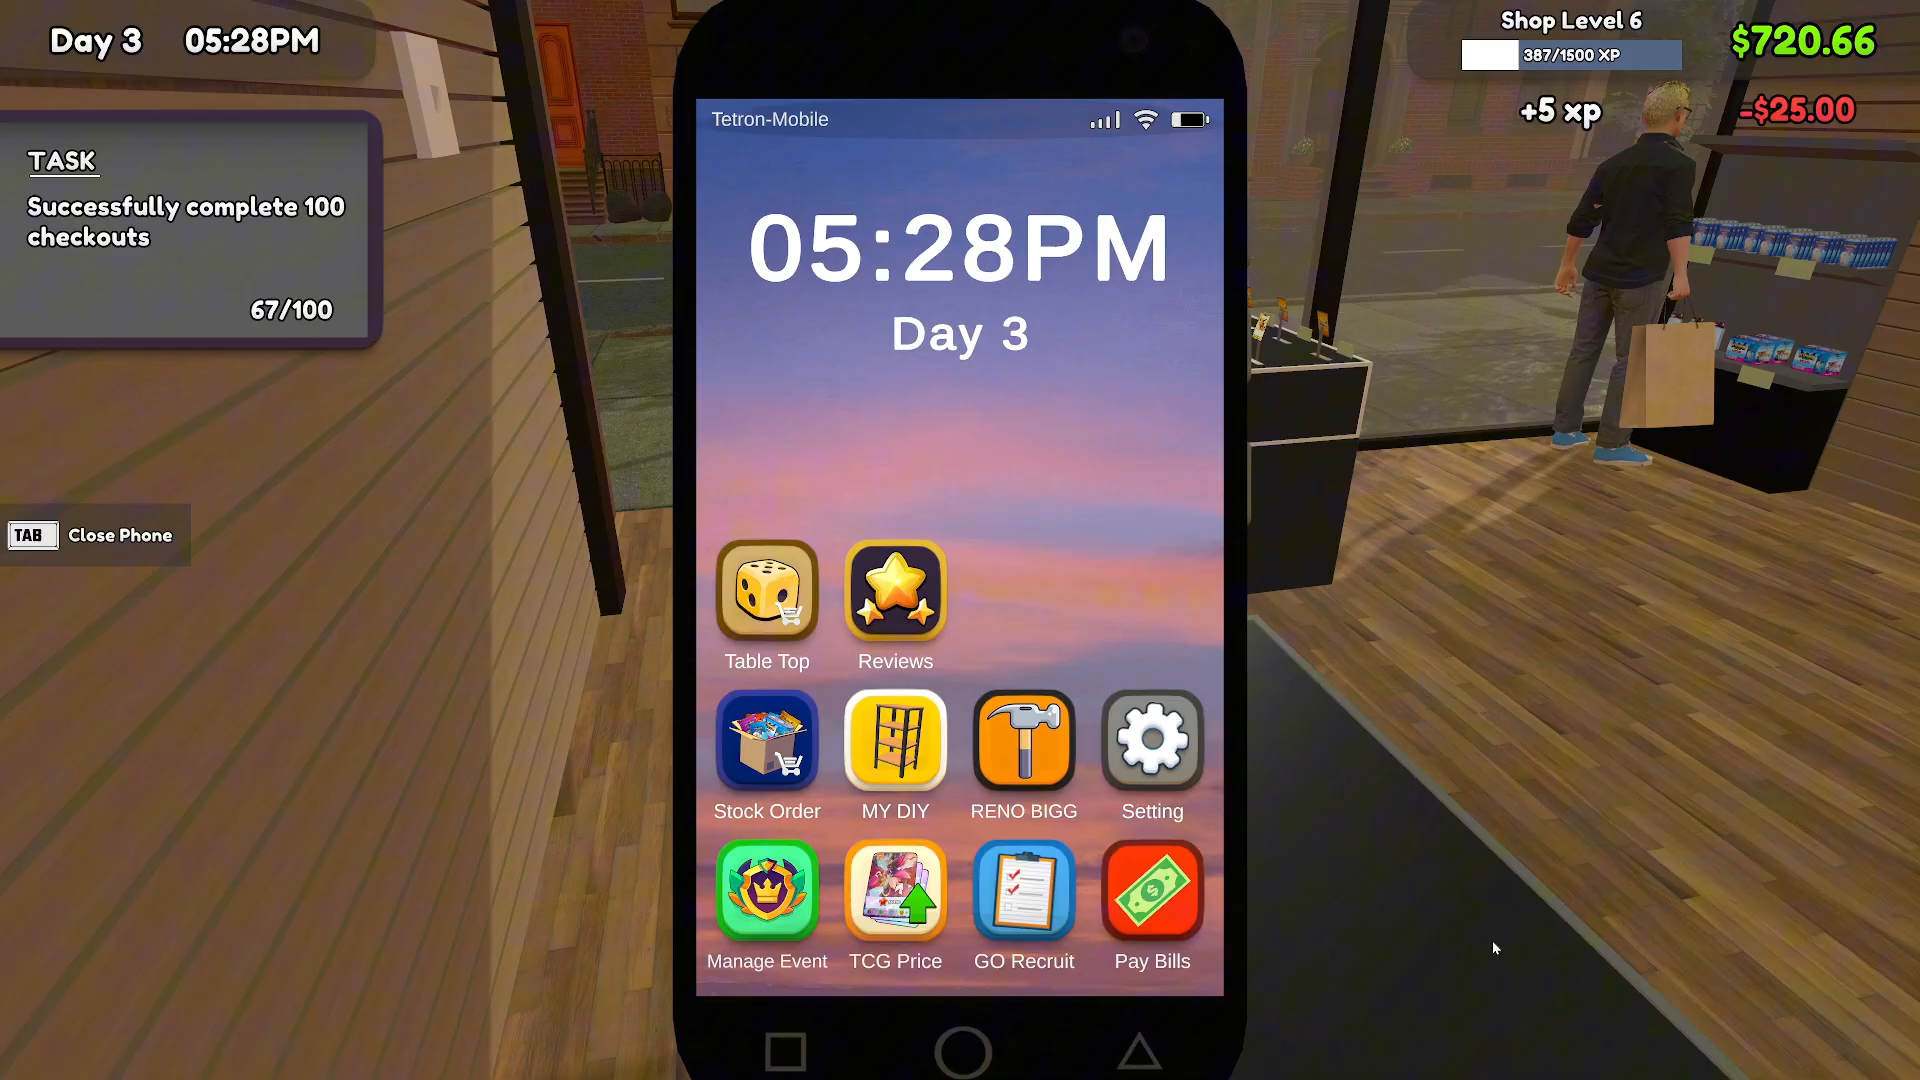 Day 3 05:28PM
Shop Level 6
387/1500 XP
$720.66
+5 xp
-$25.00
TASK
Successfully complete 100
checkouts
67/100
TAB Close Phone
Tetron-Mobile
05:28PM
Day 3
Table Top
Reviews
Stock Order
MY DIY
RENO BIGG
Setting
Manage Event
TCG Price
GO Recruit
Pay Bills